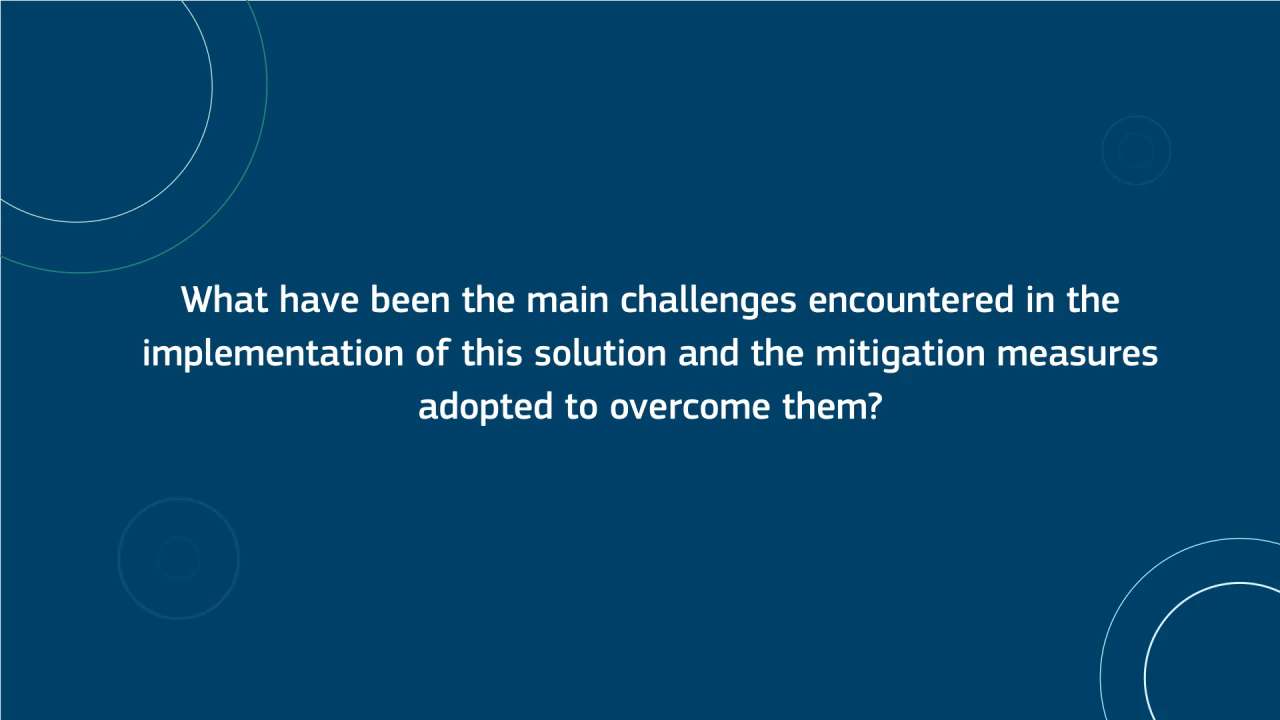 What have been the main challenges encountered in the
implementation of this solution and the mitigation measures
adopted to overcome them?